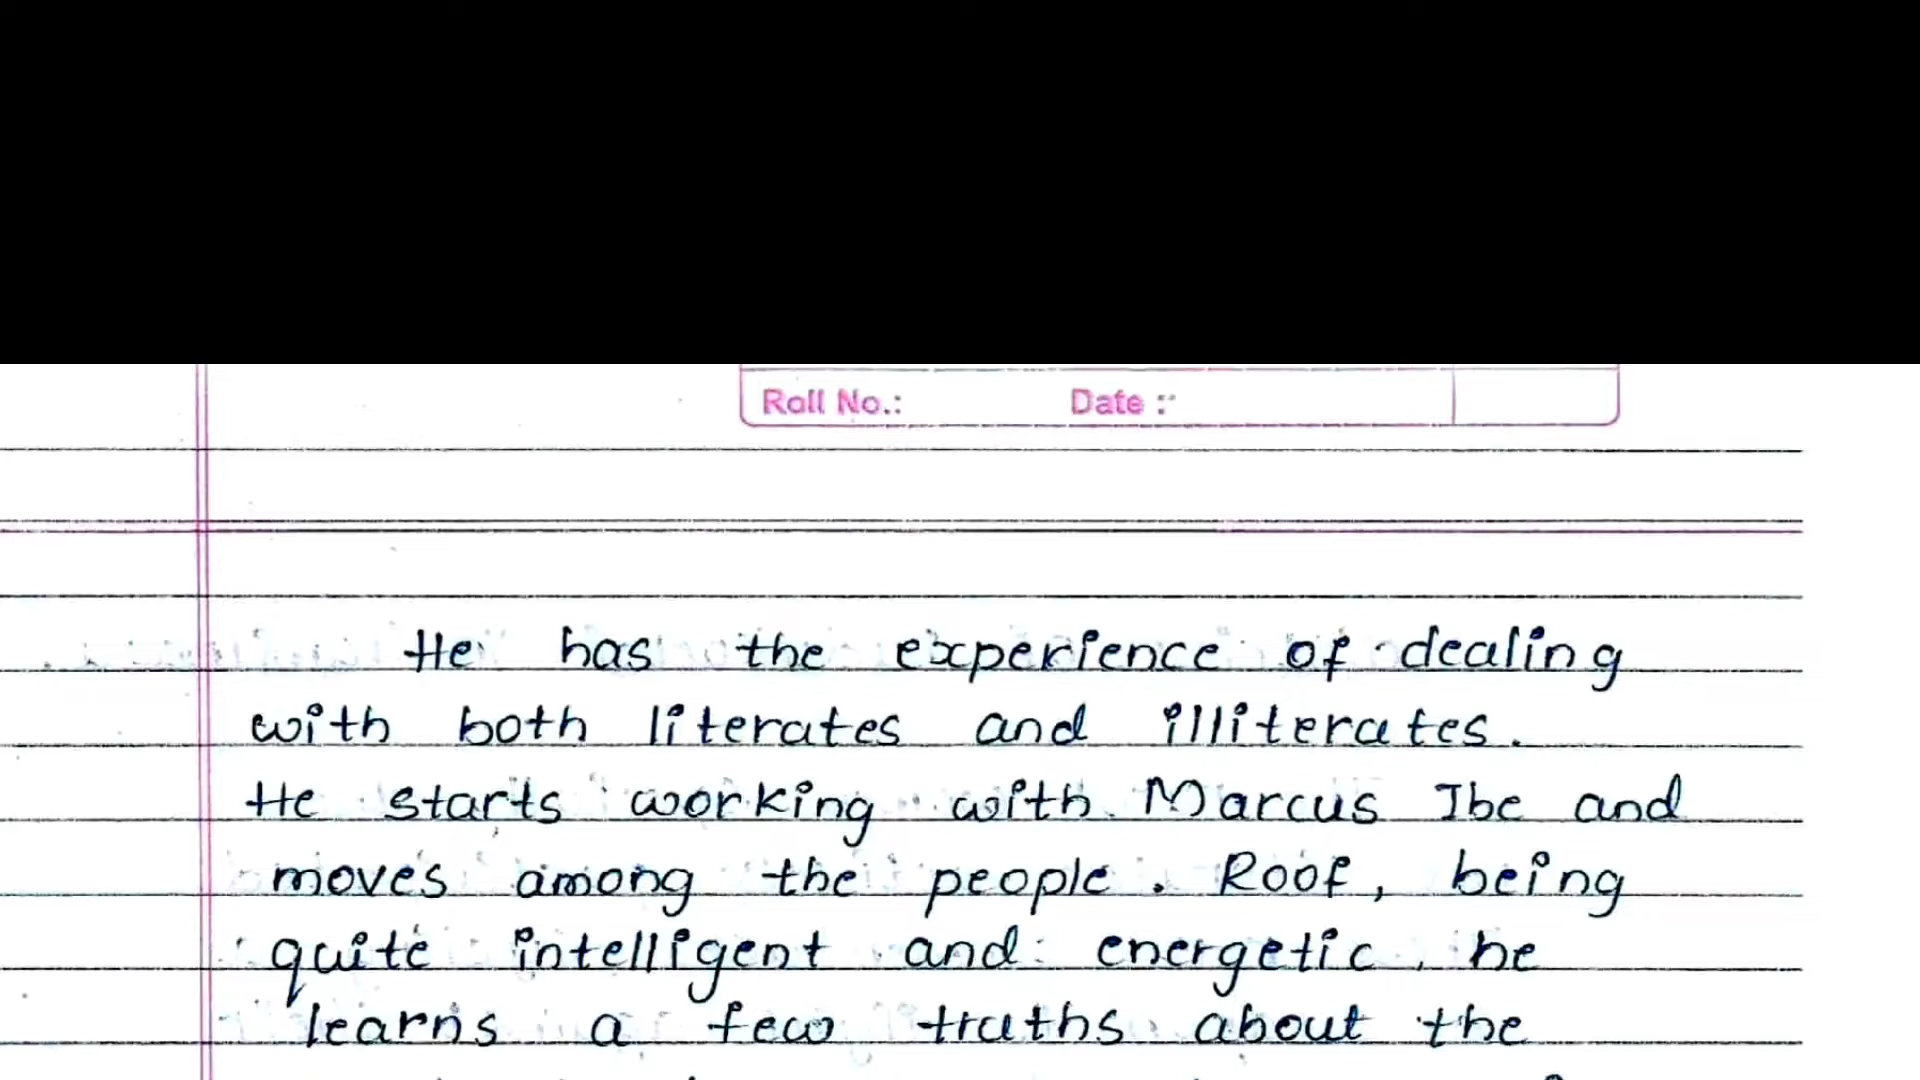 Roll No.: Date :
He has the experience of dealing
with both literates and illiterates.
He starts working with Marcus Ibe and
moves among the people. Roof, being
quite intelligent and energetic, he
learns a few truths about the